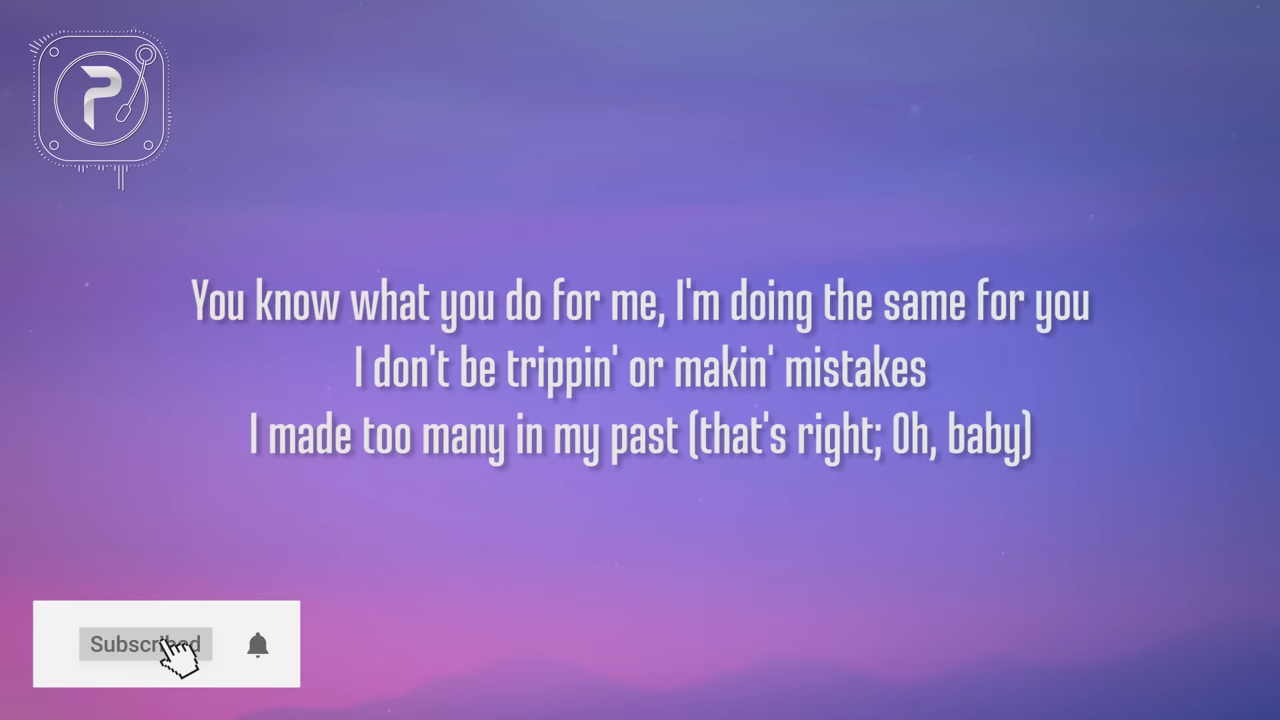 P
You know what you do for me, I'm doing the same for you
I don't be trippin' or makin' mistakes
I made too many in my past (that's right; Oh, baby)
Subscribed